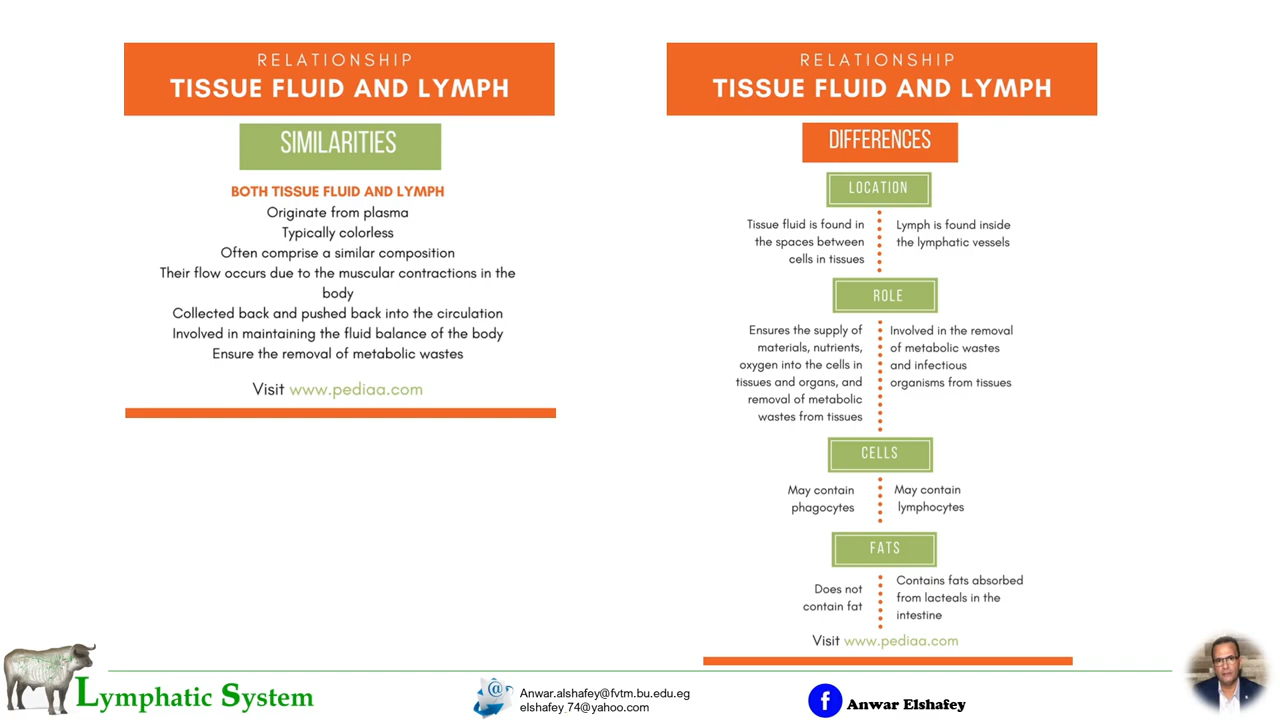 RELATIONSHIP
TISSUE FLUID AND LYMPH
SIMILARITIES
BOTH TISSUE FLUID AND LYMPH
Originate from plasma
Typically colorless
Often comprise a similar composition
Their flow occurs due to the muscular contractions in the
body
Collected back and pushed back into the circulation
Involved in maintaining the fluid balance of the body
Ensure the removal of metabolic wastes
Visit www.pediaa.com
RELATIONSHIP
TISSUE FLUID AND LYMPH
DIFFERENCES
LOCATION
Tissue fluid is found in
the spaces between
cells in tissues
Lymph is found inside
the lymphatic vessels
ROLE
Ensures the supply of
materials, nutrients,
oxygen into the cells in
tissues and organs, and
removal of metabolic
wastes from tissues
Involved in the removal
of metabolic wastes
and infectious
organisms from tissues
CELLS
May contain
phagocytes
May contain
lymphocytes
FATS
Does not
contain fat
Contains fats absorbed
from lacteals in the
intestine
Visit www.pediaa.com
Lymphatic System
@
Anwar.alshafey@fvtm.bu.edu.eg
elshafey_74@yahoo.com
f
Anwar Elshafey